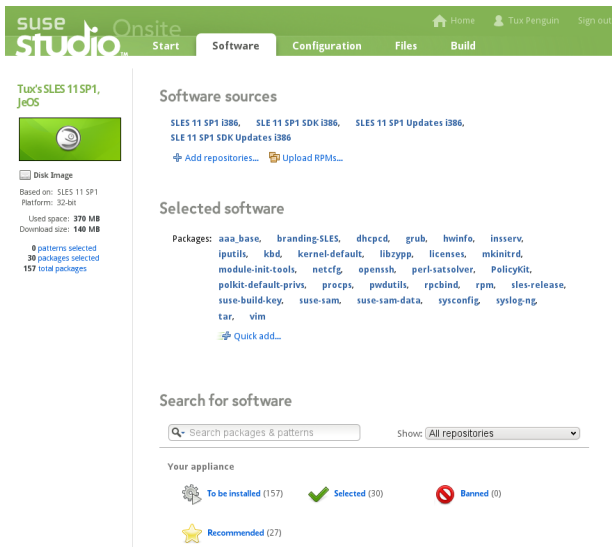 suse Studio™ Onsite
Home Tux Penguin Sign out
Start Software Configuration Files Build
Tux's SLES 11 SP1,
JeOS
Disk Image
Based on: SLES 11 SP1
Platform: 32-bit
Used space: 370 MB
Download size: 140 MB
0 patterns selected
30 packages selected
157 total packages
Software sources
SLES 11 SP1 i386, SLE 11 SP1 SDK i386, SLES 11 SP1 Updates i386,
SLE 11 SP1 SDK Updates i386
Add repositories... Upload RPMs...
Selected software
Packages: aaa_base, branding-SLES, dhcpcd, grub, hwinfo, insserv,
iputils, kbd, kernel-default, libzypp, licenses, mkinitrd,
module-init-tools, netcfg, openssh, perl-satsolver, PolicyKit,
polkit-default-privs, procps, pwdutils, rpcbind, rpm, sles-release,
suse-build-key, suse-sam, suse-sam-data, sysconfig, syslog-ng,
tar, vim
Quick add...
Search for software
Search packages & patterns Show: All repositories
Your appliance
To be installed (157) Selected (30) Banned (0)
Recommended (27)